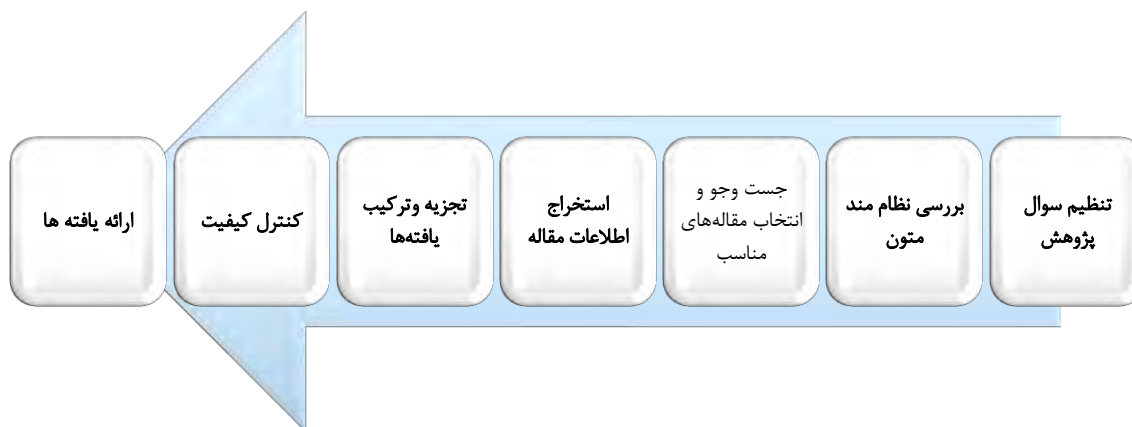 تنظیم سوال
پژوهش
بررسی نظام مند
متون
جست وجو و
انتخاب مقاله‌های
مناسب
استخراج
اطلاعات مقاله
تجزیه وترکیب
یافته‌ها
کنترل کیفیت
ارائه یافته ها